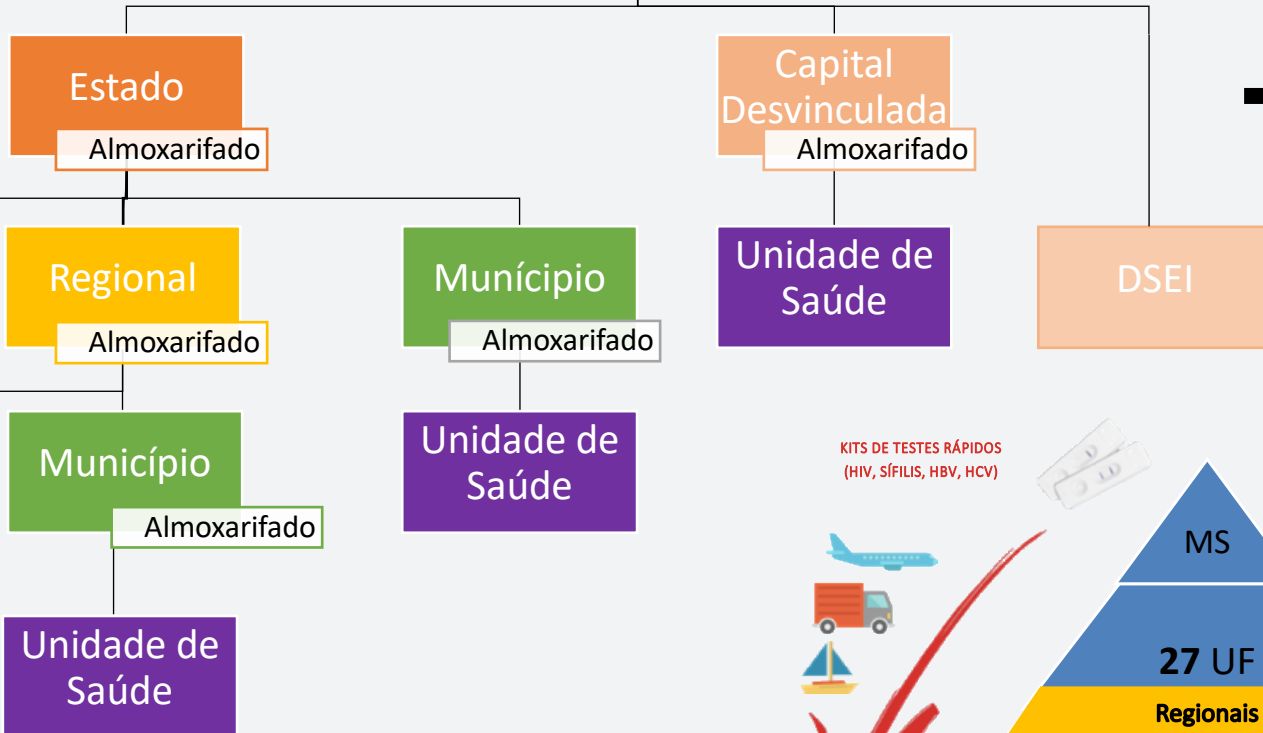 Estado
Almoxarifado
Capital
Desvinculada
Almoxarifado
Regional
Almoxarifado
Munícipio
Almoxarifado
Unidade de
Saúde
DSEI
Município
Almoxarifado
Unidade de
Saúde
Unidade de
Saúde
KITS DE TESTES RÁPIDOS
(HIV, SÍFILIS, HBV, HCV)
MS
27 UF
Regionais